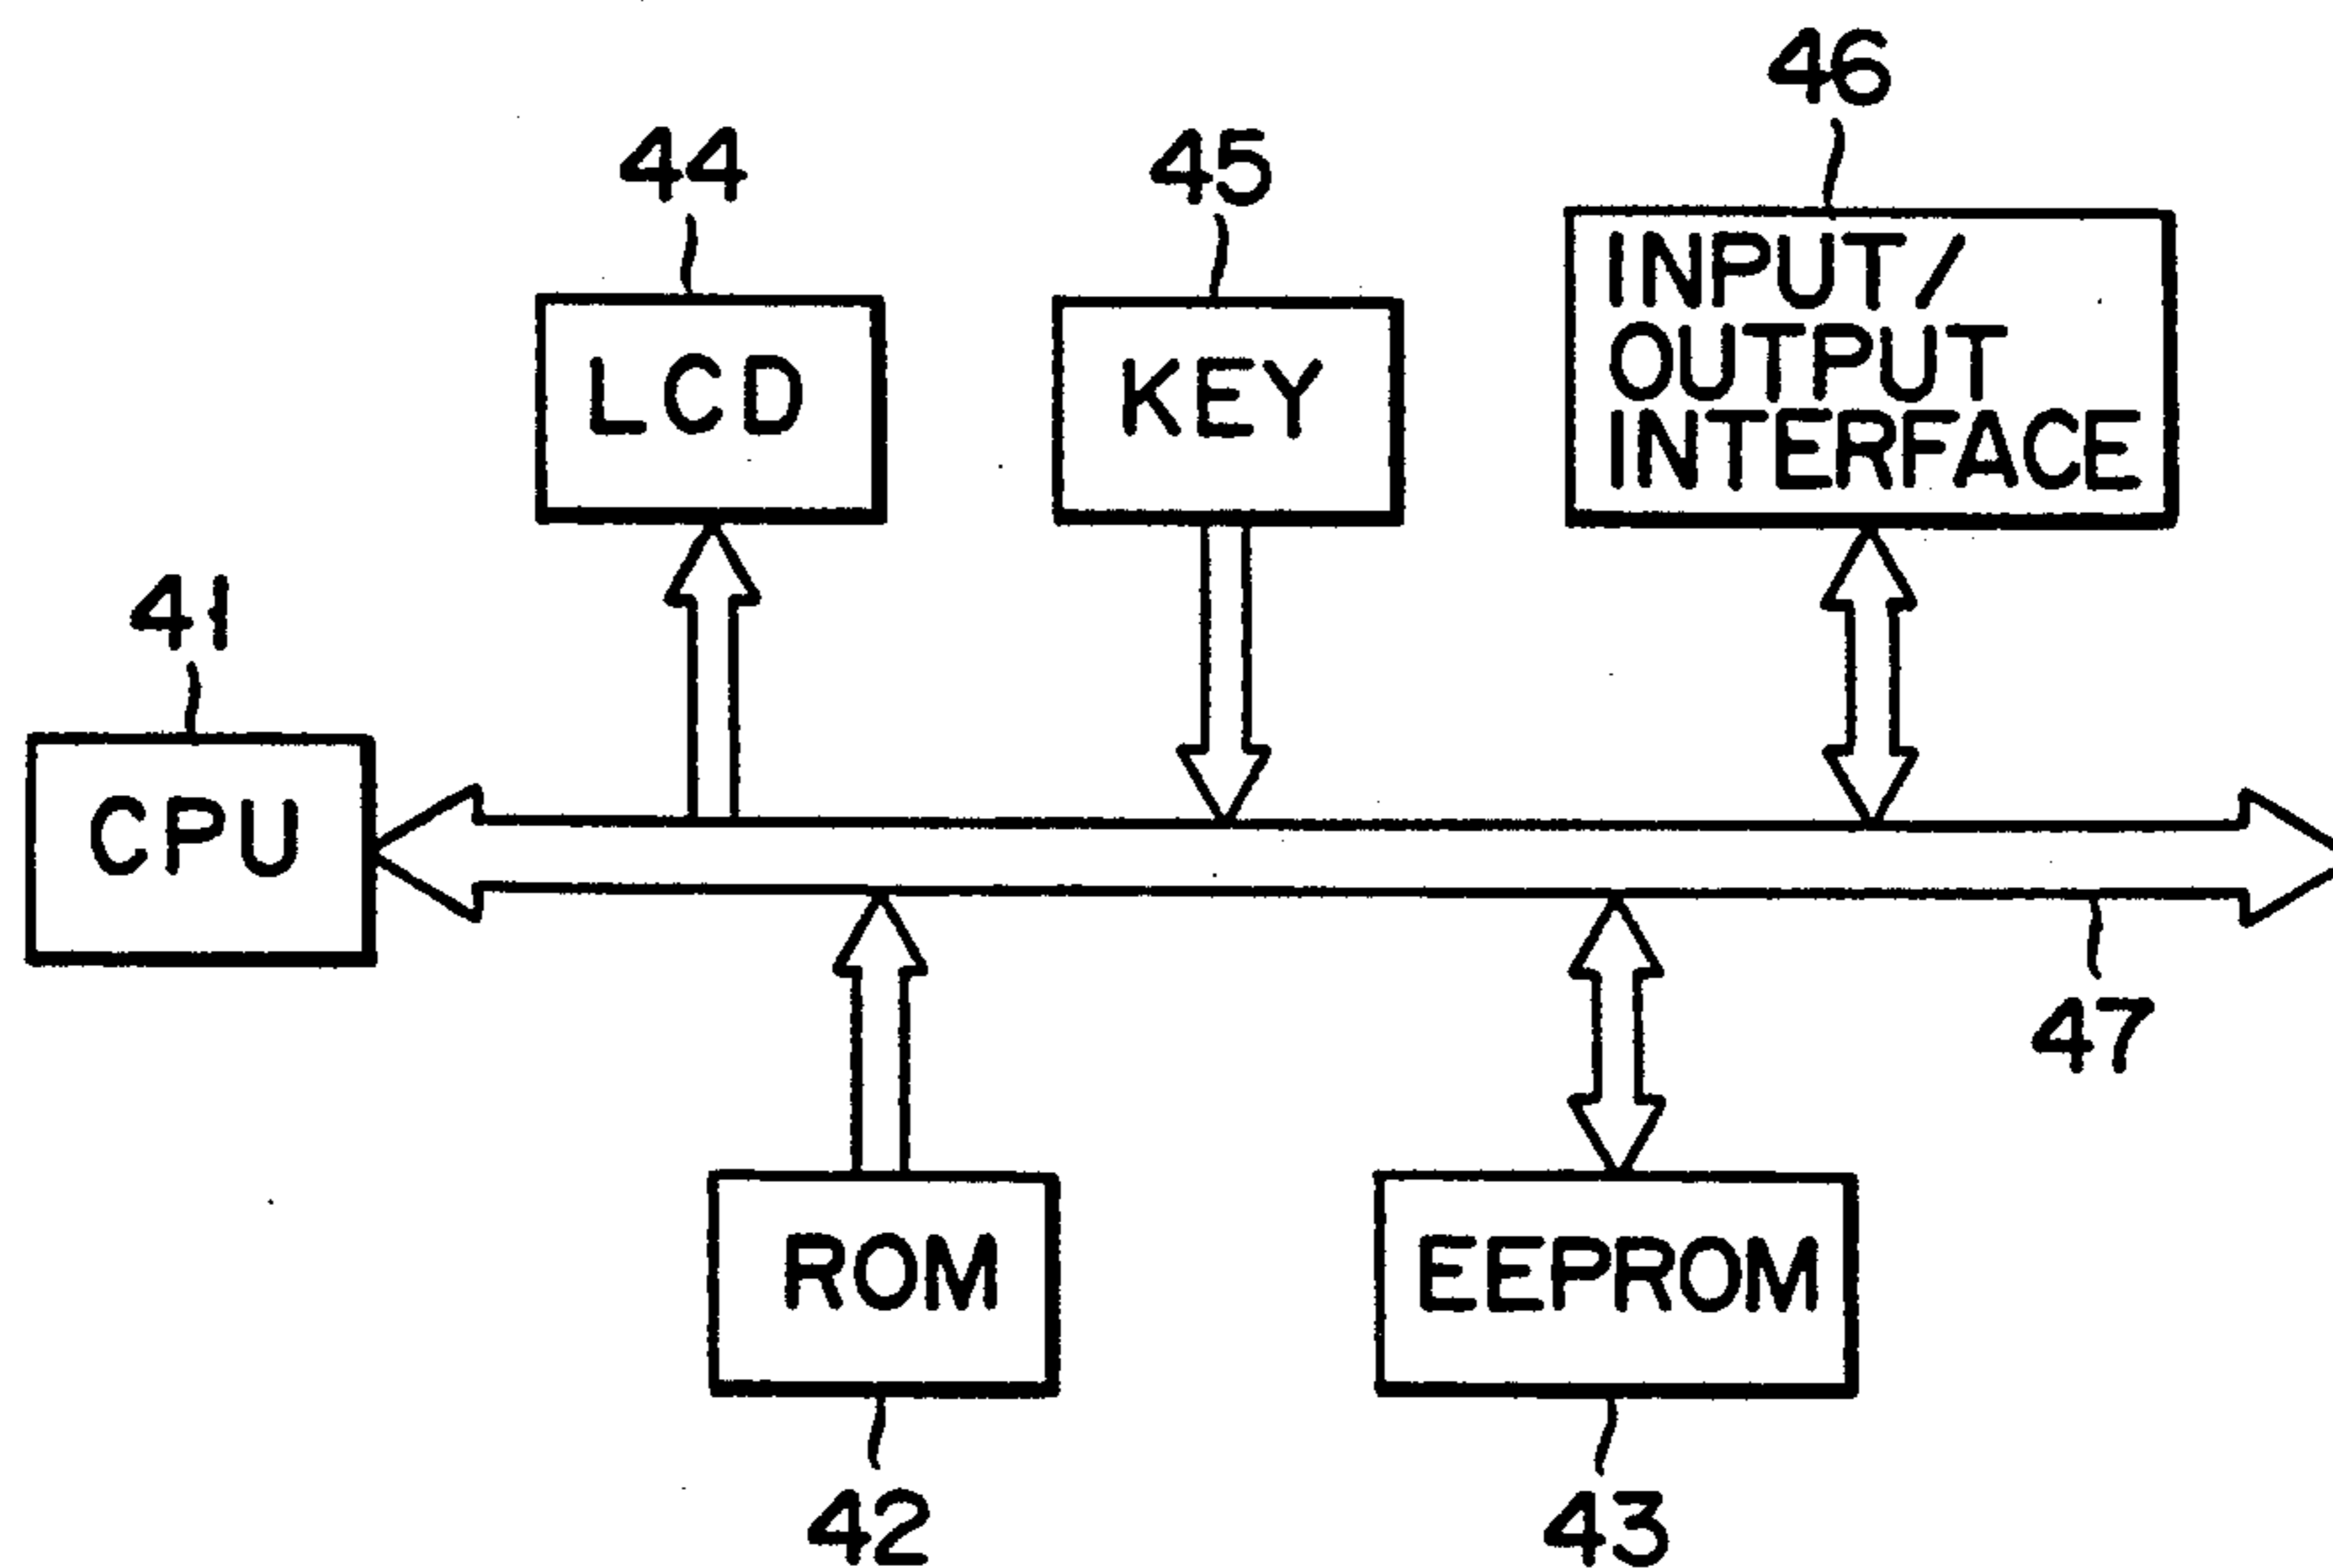 46
44
45
INPUT/
OUTPUT
INTERFACE
LCD
KEY
41
CPU
47
ROM
EEPROM
42
43